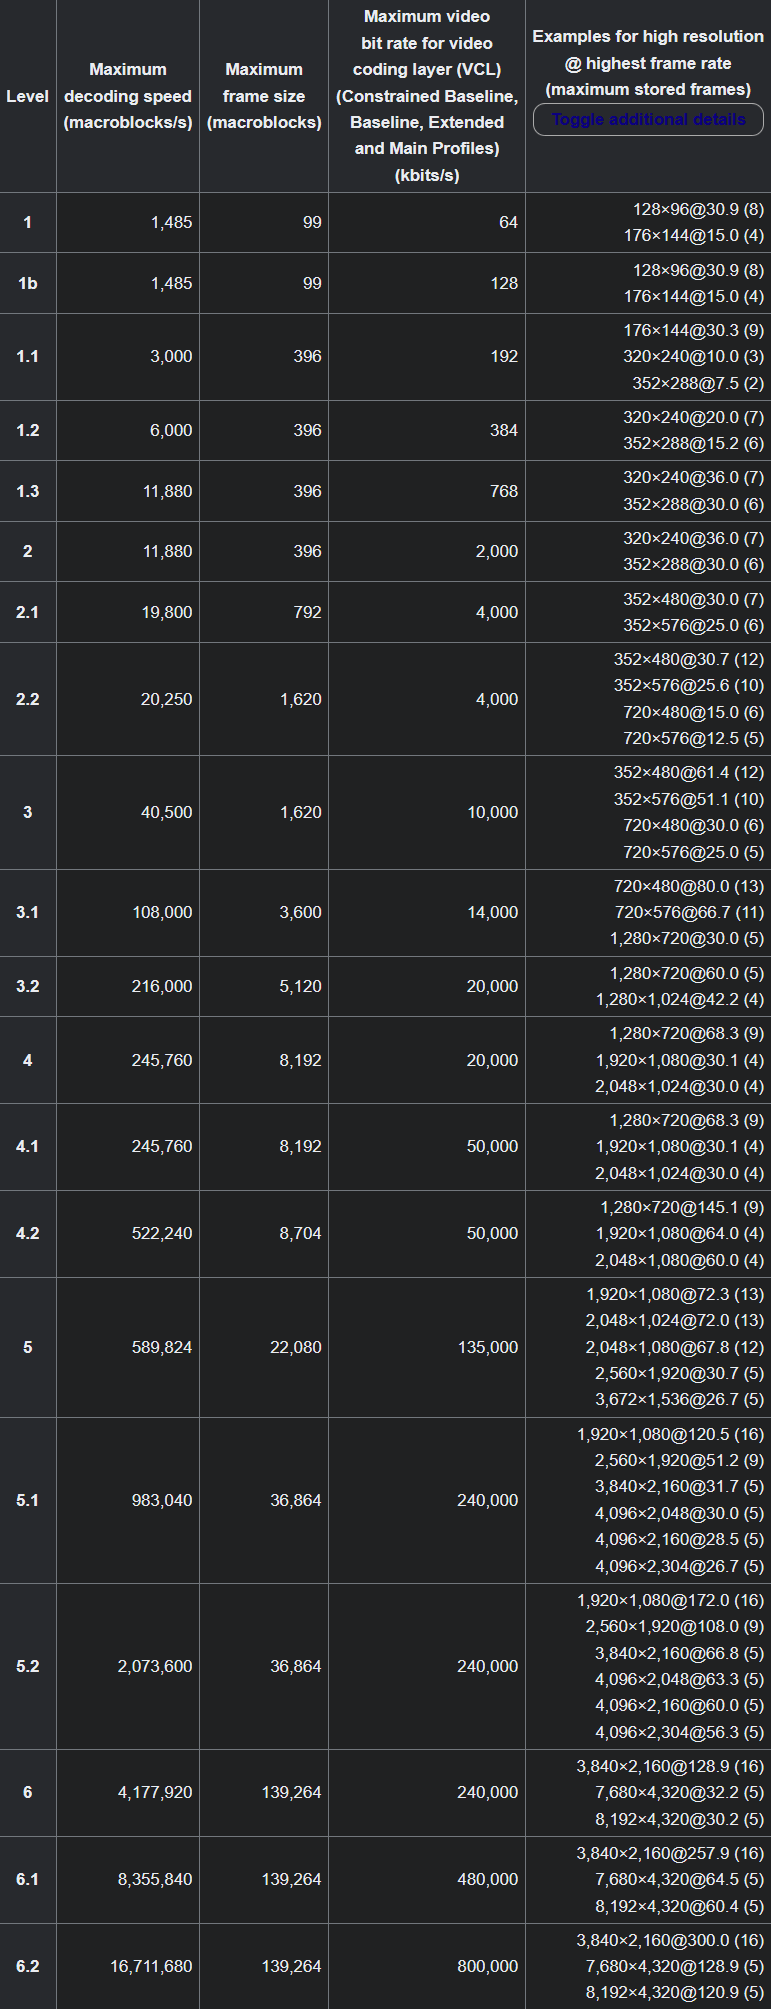 Level
Maximum
decoding speed
(macroblocks/s)
Maximum
frame size
(macroblocks)
Maximum video
bit rate for video
coding layer (VCL)
(Constrained Baseline,
Baseline, Extended
and Main Profiles)
(kbits/s)
Examples for high resolution
@ highest frame rate
(maximum stored frames)
Toggle additional details
1 1,485 99 64
128×96@30.9 (8)
176×144@15.0 (4)
1b 1,485 99 128
128×96@30.9 (8)
176×144@15.0 (4)
1.1 3,000 396 192
176×144@30.3 (9)
320×240@10.0 (3)
352×288@7.5 (2)
1.2 6,000 396 384
320×240@20.0 (7)
352×288@15.2 (6)
1.3 11,880 396 768
320×240@36.0 (7)
352×288@30.0 (6)
2 11,880 396 2,000
320×240@36.0 (7)
352×288@30.0 (6)
2.1 19,800 792 4,000
352×480@30.0 (7)
352×576@25.0 (6)
2.2 20,250 1,620 4,000
352×480@30.7 (12)
352×576@25.6 (10)
720×480@15.0 (6)
720×576@12.5 (5)
3 40,500 1,620 10,000
352×480@61.4 (12)
352×576@51.1 (10)
720×480@30.0 (6)
720×576@25.0 (5)
3.1 108,000 3,600 14,000
720×480@80.0 (13)
720×576@66.7 (11)
1,280×720@30.0 (5)
3.2 216,000 5,120 20,000
1,280×720@60.0 (5)
1,280×1,024@42.2 (4)
4 245,760 8,192 20,000
1,280×720@68.3 (9)
1,920×1,080@30.1 (4)
2,048×1,024@30.0 (4)
4.1 245,760 8,192 50,000
1,280×720@68.3 (9)
1,920×1,080@30.1 (4)
2,048×1,024@30.0 (4)
4.2 522,240 8,704 50,000
1,280×720@145.1 (9)
1,920×1,080@64.0 (4)
2,048×1,080@60.0 (4)
5 589,824 22,080 135,000
1,920×1,080@72.3 (13)
2,048×1,024@72.0 (13)
2,048×1,080@67.8 (12)
2,560×1,920@30.7 (5)
3,672×1,536@26.7 (5)
5.1 983,040 36,864 240,000
1,920×1,080@120.5 (16)
2,560×1,920@51.2 (9)
3,840×2,160@31.7 (5)
4,096×2,048@30.0 (5)
4,096×2,160@28.5 (5)
4,096×2,304@26.7 (5)
5.2 2,073,600 36,864 240,000
1,920×1,080@172.0 (16)
2,560×1,920@108.0 (9)
3,840×2,160@66.8 (5)
4,096×2,048@63.3 (5)
4,096×2,160@60.0 (5)
4,096×2,304@56.3 (5)
6 4,177,920 139,264 240,000
3,840×2,160@128.9 (16)
7,680×4,320@32.2 (5)
8,192×4,320@30.2 (5)
6.1 8,355,840 139,264 480,000
3,840×2,160@257.9 (16)
7,680×4,320@64.5 (5)
8,192×4,320@60.4 (5)
6.2 16,711,680 139,264 800,000
3,840×2,160@300.0 (16)
7,680×4,320@128.9 (5)
8,192×4,320@120.9 (5)